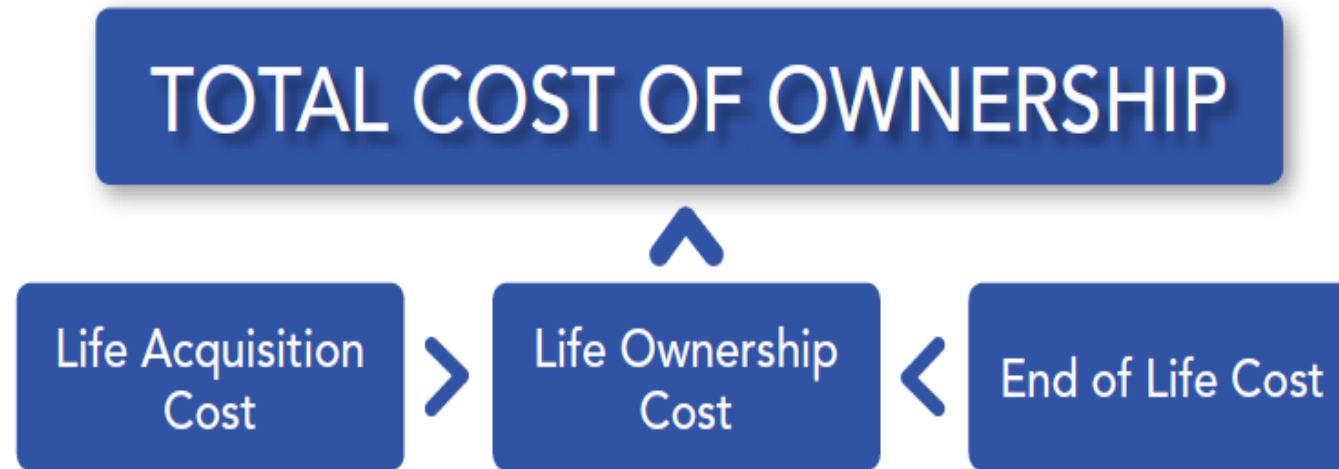 TOTAL COST OF OWNERSHIP
Life Acquisition
Cost
Life Ownership
Cost
End of Life Cost